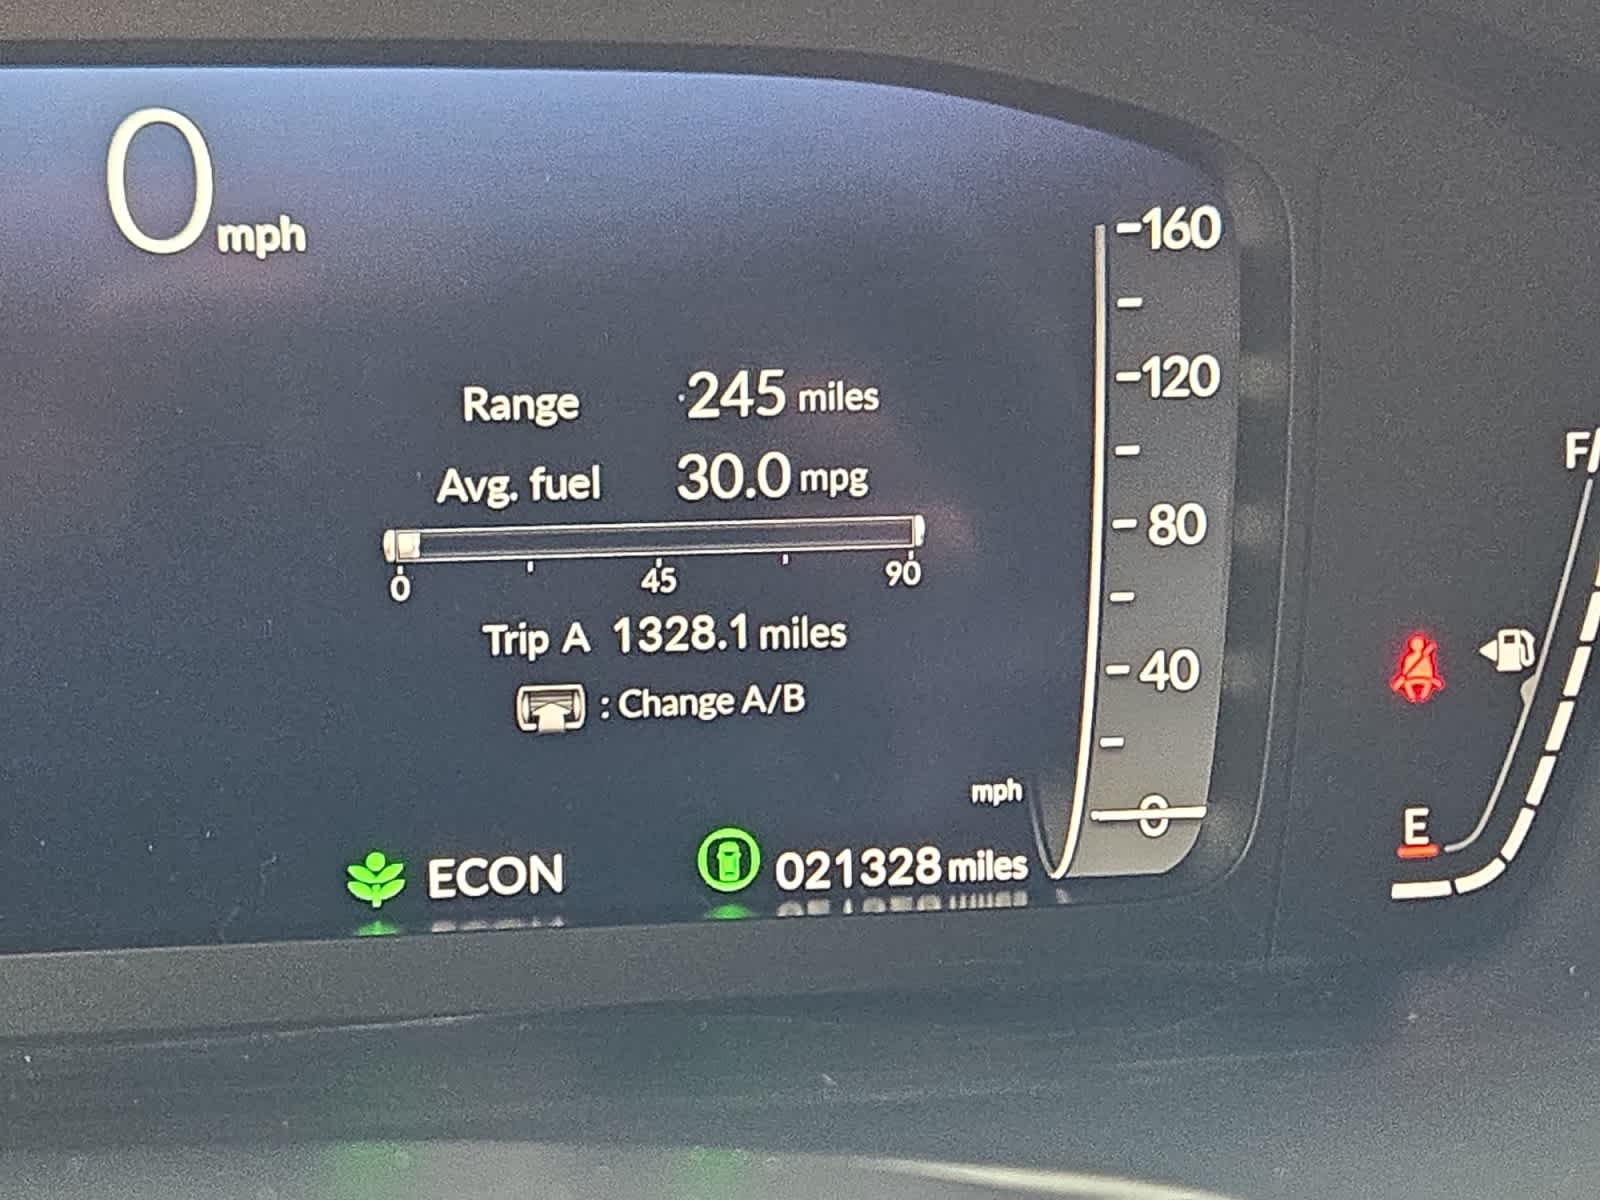 0 mph
Range 245 miles
Avg. fuel 30.0 mpg
0 45 90
Trip A 1328.1 miles
: Change A/B
ECON
021328 miles
mph
160
120
80
40
0
F
E